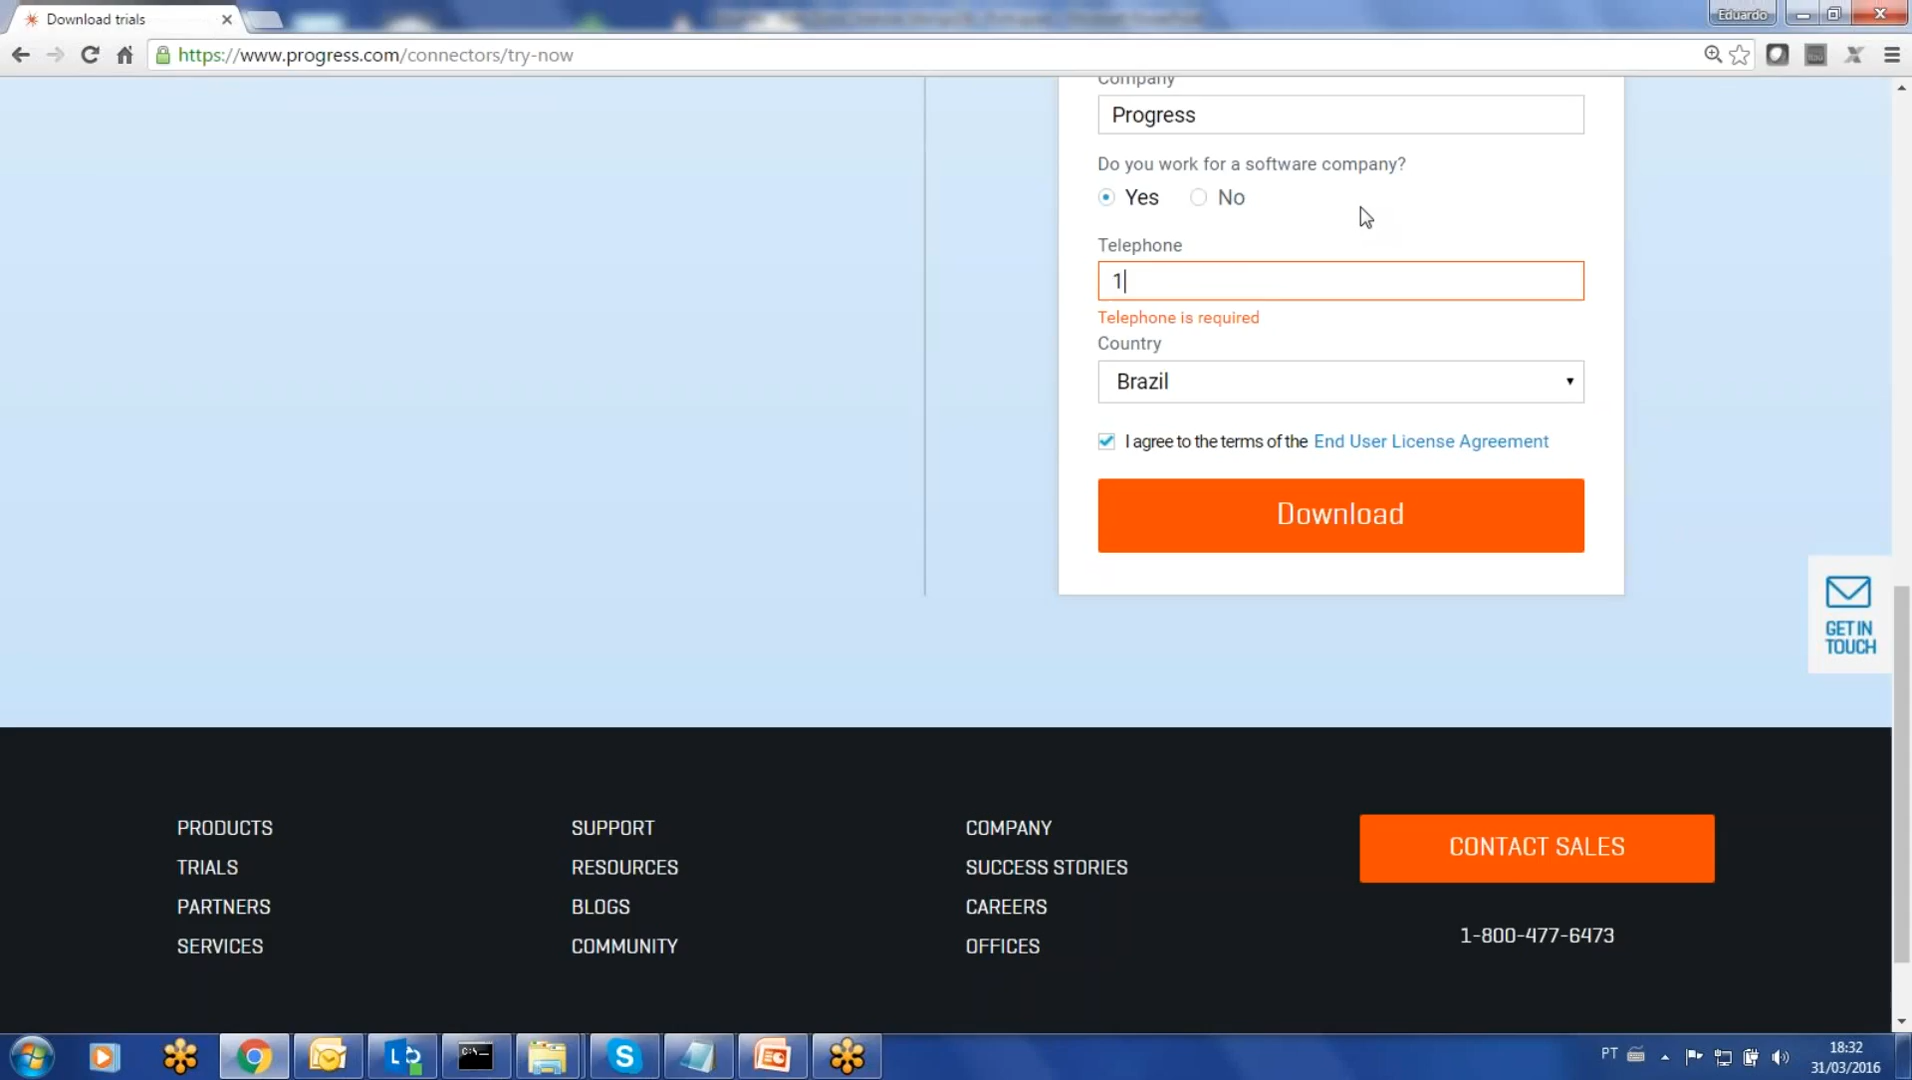 Download trials
Eduardo
https://www.progress.com/connectors/try-now
Company
Progress
Do you work for a software company?
Yes
No
Telephone
1
Telephone is required
Country
Brazil
I agree to the terms of the End User License Agreement
Download
GET IN
TOUCH
PRODUCTS
SUPPORT
COMPANY
CONTACT SALES
TRIALS
RESOURCES
SUCCESS STORIES
PARTNERS
BLOGS
CAREERS
1-800-477-6473
SERVICES
COMMUNITY
OFFICES
PT
18:32
31/03/2016